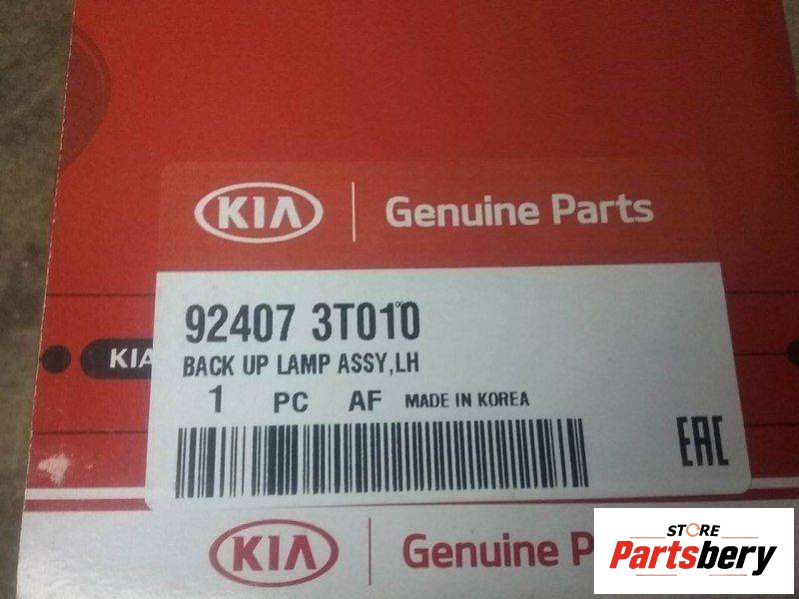 KIA Genuine Parts
92407 3T010
KIA
BACK UP LAMP ASSY,LH
1 PC AF MADE IN KOREA
EAC
KIA Genuine P
STORE
Partsbery